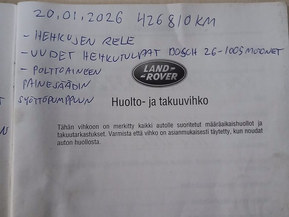 20.01.2026 426810 KM
- HEHKUJEN RELE
- UUDET HEHKUTULPAT BOSCH 26-100% MUONET
- POLTTOAINEEN
PAINESÄÄDIN
SYÖTTÖPUMPPUUN
LAND-
ROVER
Huolto- ja takuuvihko
Tähän vihkoon on merkitty kaikki autolle suoritetut määräaikaishuollot ja
takuutarkastukset. Varmista että vihko on asianmukaisesti täytetty, kun noudat
auton huollosta.